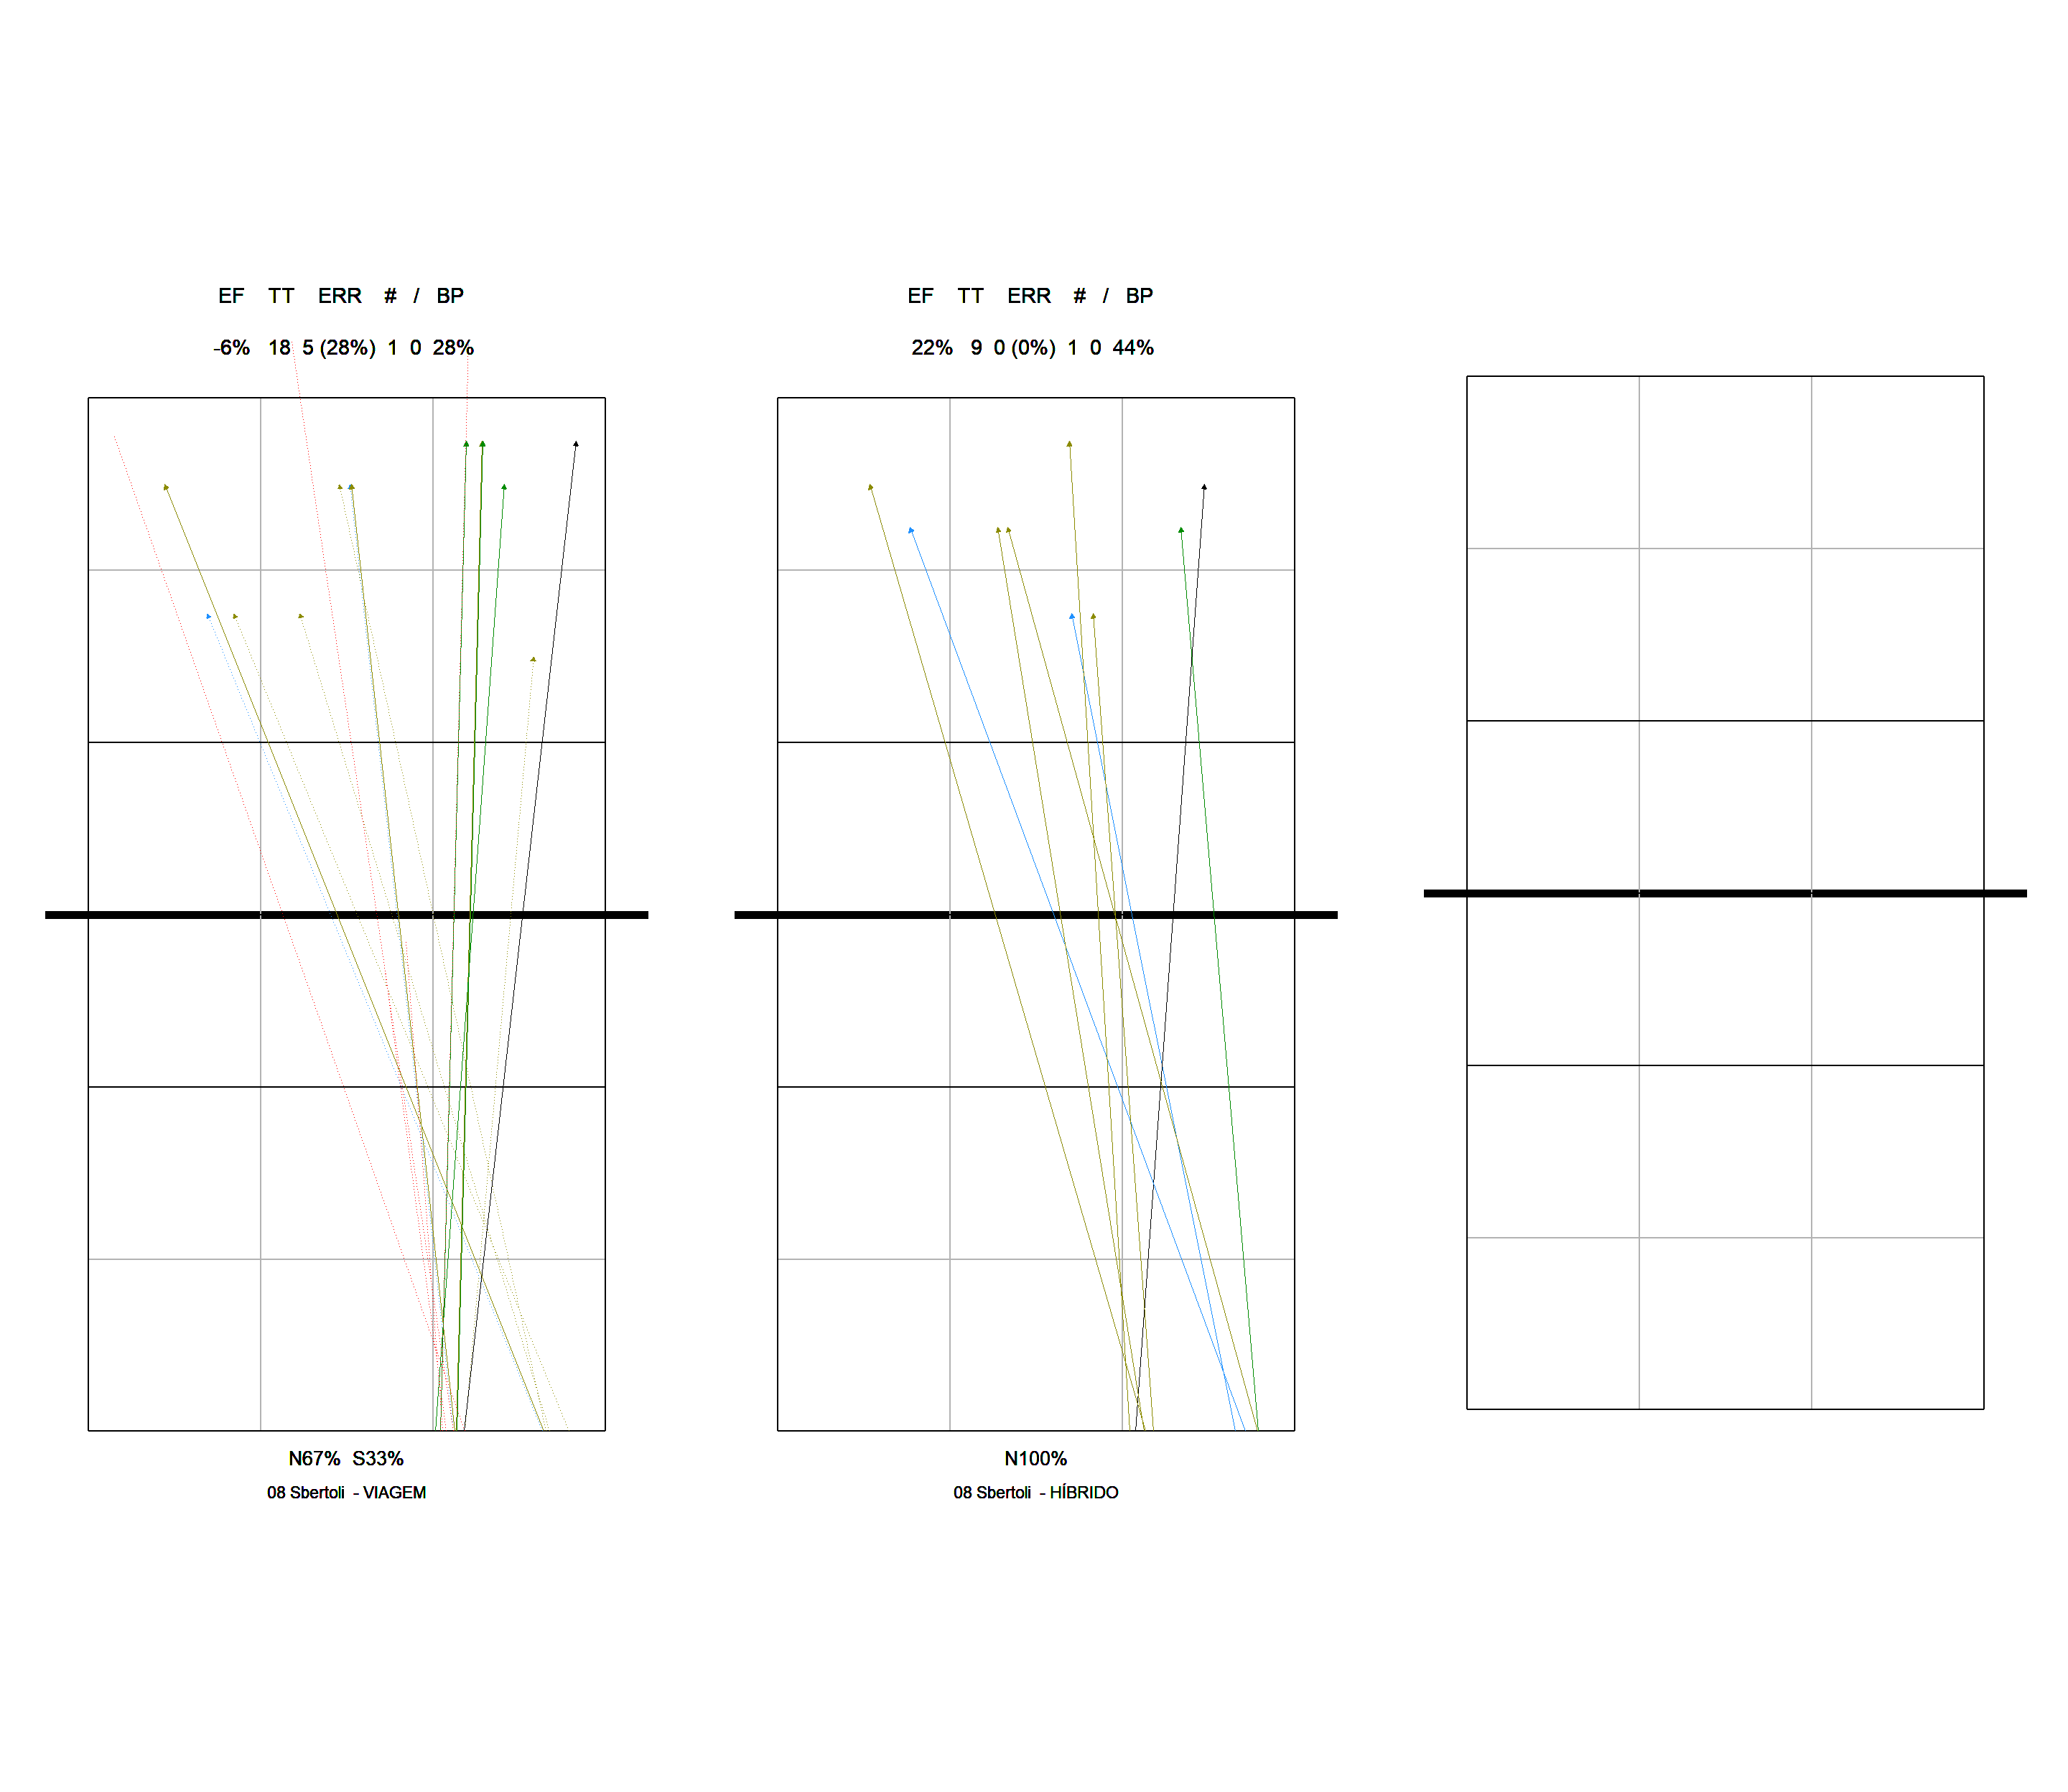 EF TT ERR # / BP
-6% 18 5 (28%) 1 0 28%
N67% S33%
08 Sbertoli - VIAGEM
EF TT ERR # / BP
22% 9 0 (0%) 1 0 44%
N100%
08 Sbertoli - HÍBRIDO